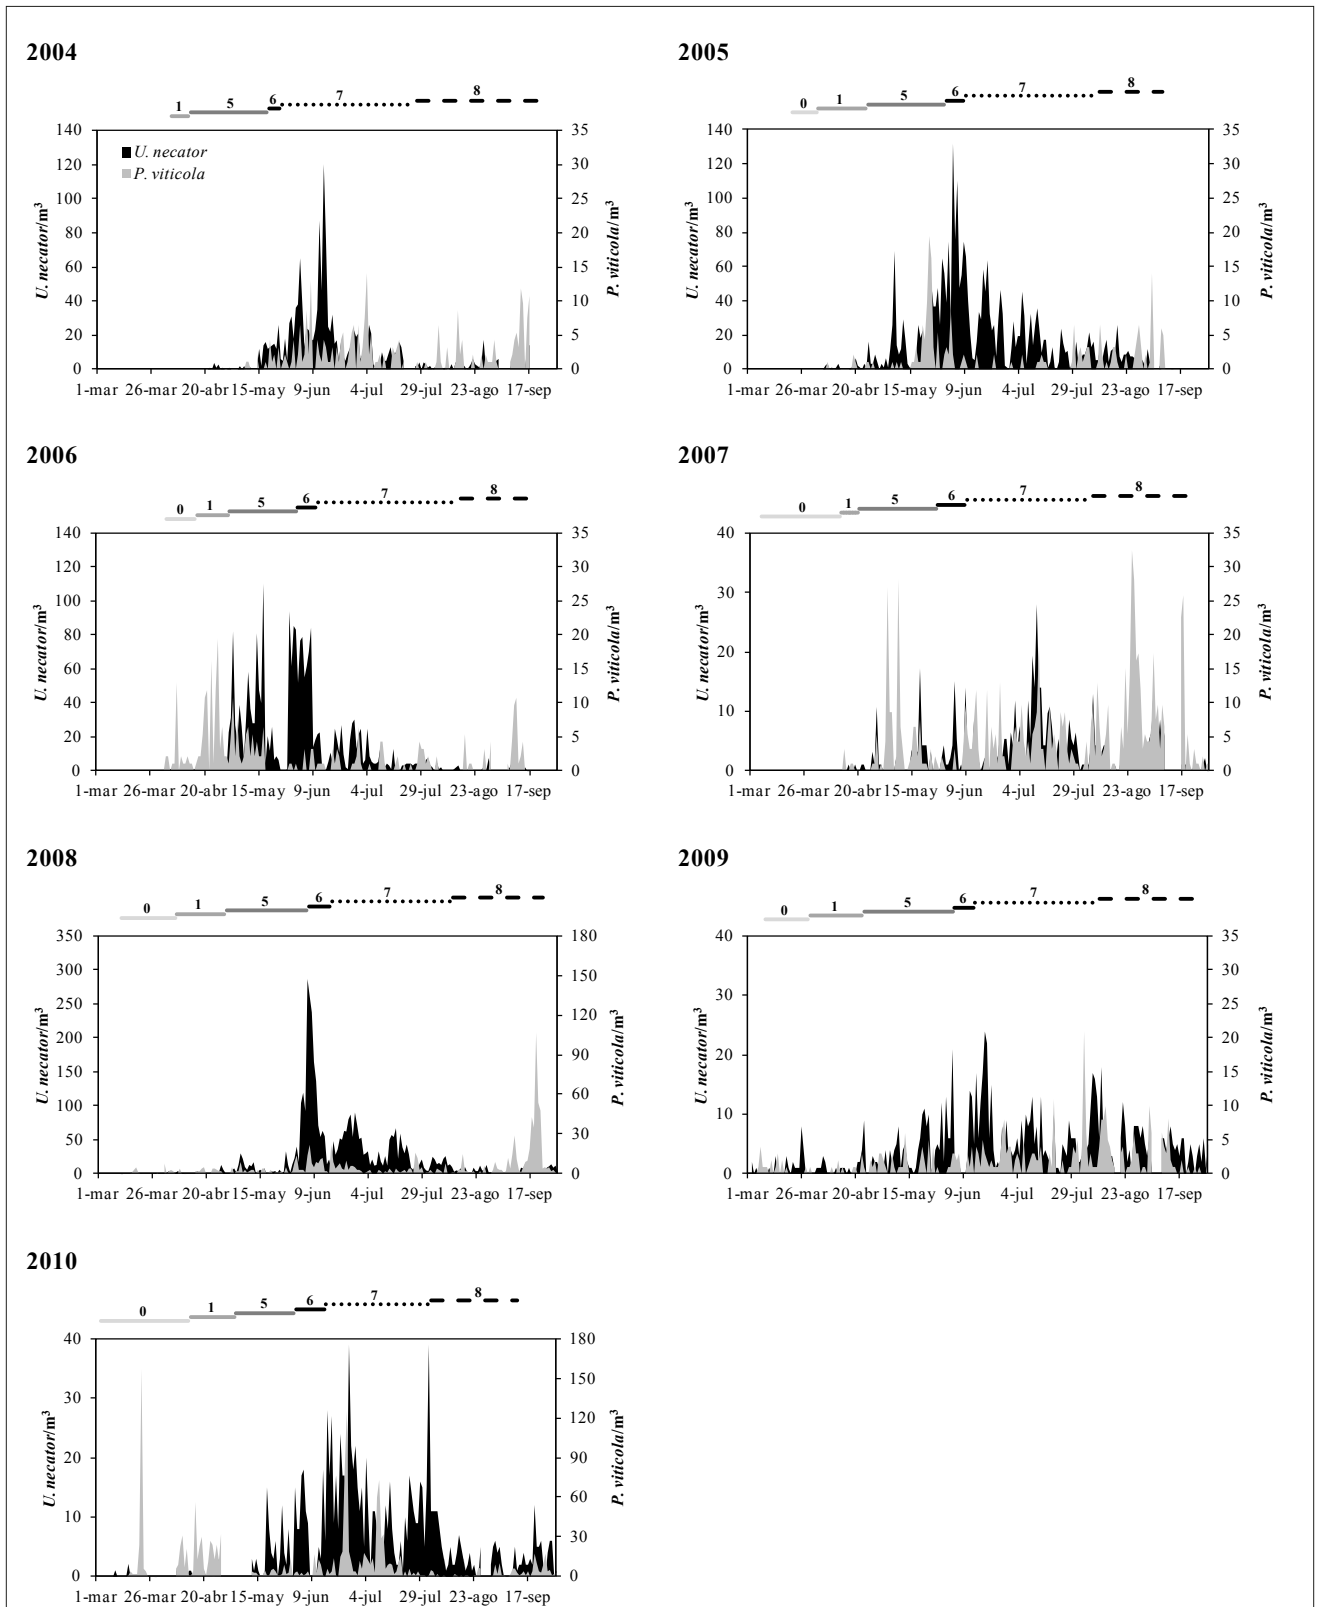 2004
1 5 6 7 8
140 120 100 80 60 40 20 0
U. necator/m³
U. necator
P. viticola
35 30 25 20 15 10 5 0
P. viticola/m³
1-mar 26-mar 20-abr 15-may 9-jun 4-jul 29-jul 23-ago 17-sep
2005
0 1 5 6 7 8
140 120 100 80 60 40 20 0
U. necator/m³
35 30 25 20 15 10 5 0
P. viticola/m³
1-mar 26-mar 20-abr 15-may 9-jun 4-jul 29-jul 23-ago 17-sep
2006
0 1 5 6 7 8
140 120 100 80 60 40 20 0
U. necator/m³
35 30 25 20 15 10 5 0
P. viticola/m³
1-mar 26-mar 20-abr 15-may 9-jun 4-jul 29-jul 23-ago 17-sep
2007
0 1 5 6 7 8
40 30 20 10 0
U. necator/m³
35 30 25 20 15 10 5 0
P. viticola/m³
1-mar 26-mar 20-abr 15-may 9-jun 4-jul 29-jul 23-ago 17-sep
2008
0 1 5 6 7 8
350 300 250 200 150 100 50 0
U. necator/m³
180 150 120 90 60 30 0
P. viticola/m³
1-mar 26-mar 20-abr 15-may 9-jun 4-jul 29-jul 23-ago 17-sep
2009
0 1 5 6 7 8
40 30 20 10 0
U. necator/m³
35 30 25 20 15 10 5 0
P. viticola/m³
1-mar 26-mar 20-abr 15-may 9-jun 4-jul 29-jul 23-ago 17-sep
2010
0 1 5 6 7 8
40 30 20 10 0
U. necator/m³
180 150 120 90 60 30 0
P. viticola/m³
1-mar 26-mar 20-abr 15-may 9-jun 4-jul 29-jul 23-ago 17-sep